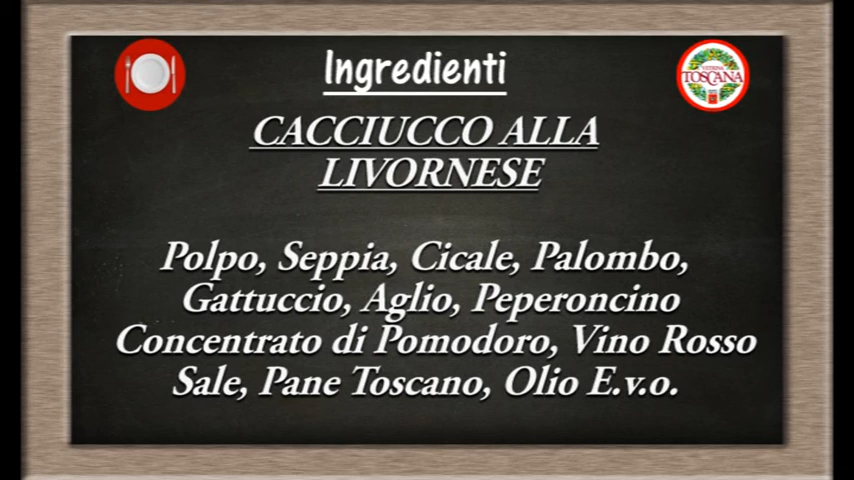 Ingredienti
VETRINA
TOSCANA
CACCIUCCO ALLA
LIVORNESE
Polpo, Seppia, Cicale, Palombo,
Gattuccio, Aglio, Peperoncino
Concentrato di Pomodoro, Vino Rosso
Sale, Pane Toscano, Olio E.v.o.